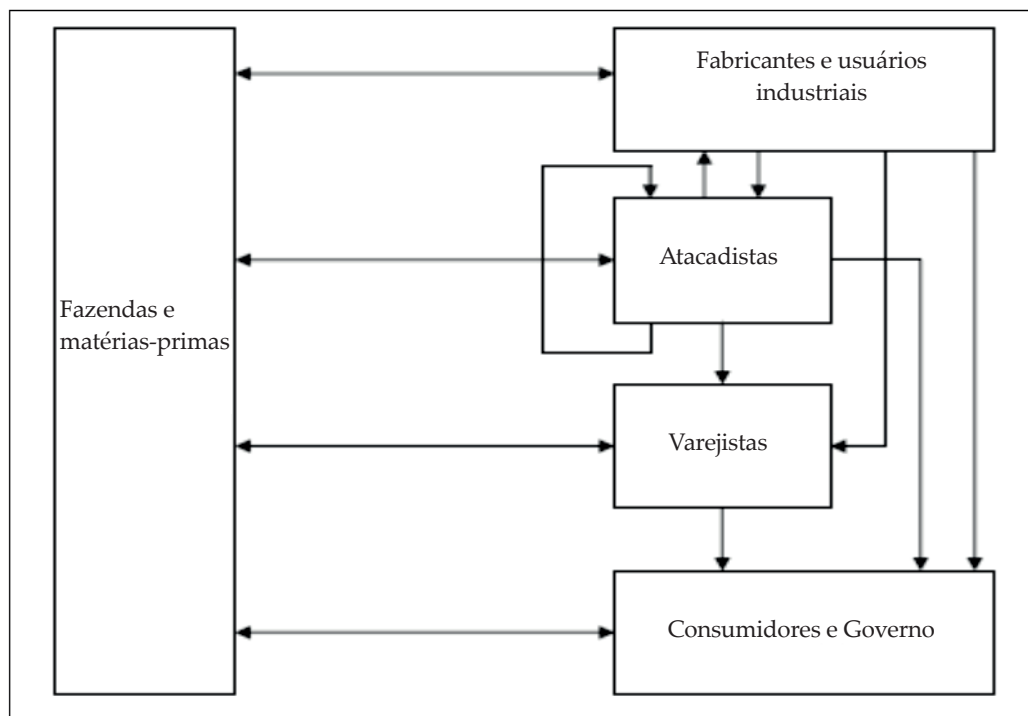 Fabricantes e usuários
industriais
Atacadistas
Fazendas e
matérias-primas
Varejistas
Consumidores e Governo